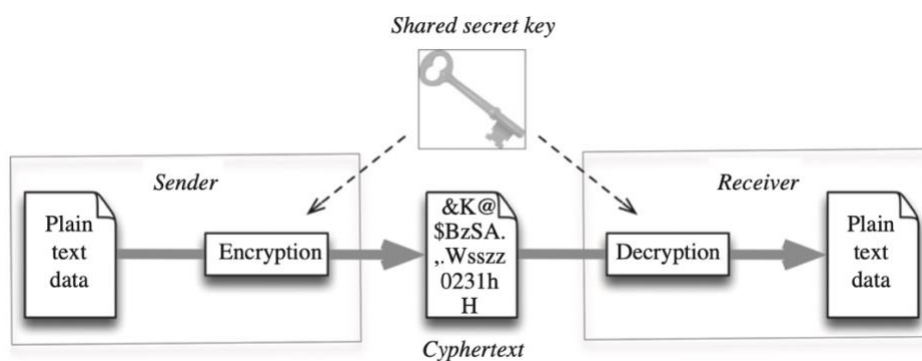 Shared secret key
Sender
Receiver
Plain
text
data
Encryption
&K@
$BzSA.
,.Wsszz
0231h
H
Decryption
Plain
text
data
Cyphertext